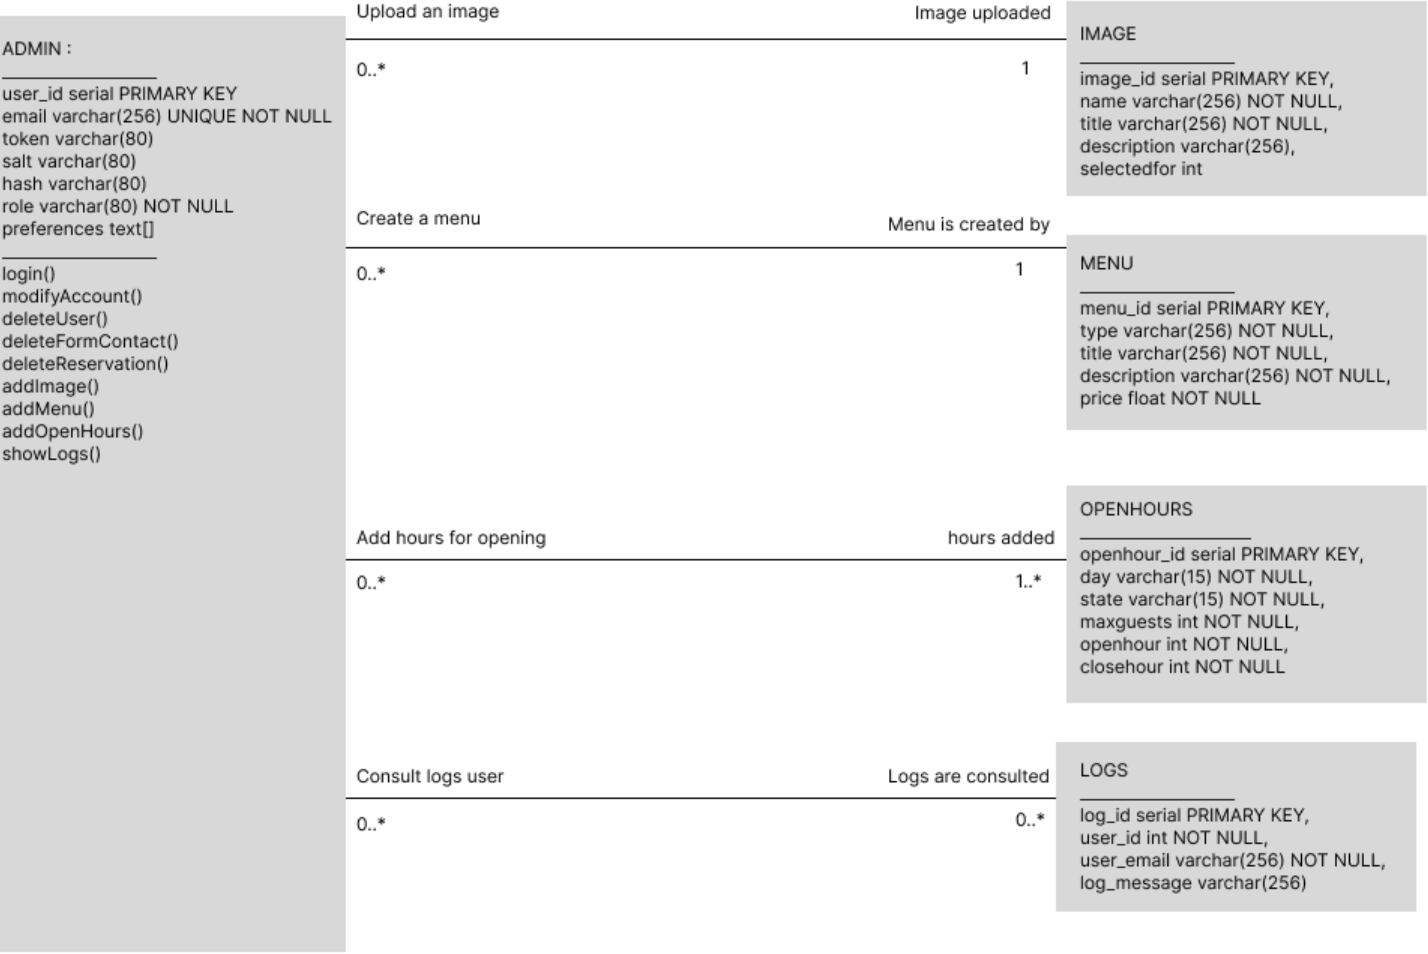 ADMIN :
user_id serial PRIMARY KEY
email varchar(256) UNIQUE NOT NULL
token varchar(80)
salt varchar(80)
hash varchar(80)
role varchar(80) NOT NULL
preferences text[]
login()
modifyAccount()
deleteUser()
deleteFormContact()
deleteReservation()
addImage()
addMenu()
addOpenHours()
showLogs()
Upload an image
Image uploaded
0..*
1
Create a menu
Menu is created by
0..*
1
Add hours for opening
hours added
0..*
1..*
Consult logs user
Logs are consulted
0..*
0..*
IMAGE
image_id serial PRIMARY KEY,
name varchar(256) NOT NULL,
title varchar(256) NOT NULL,
description varchar(256),
selectedfor int
MENU
menu_id serial PRIMARY KEY,
type varchar(256) NOT NULL,
title varchar(256) NOT NULL,
description varchar(256) NOT NULL,
price float NOT NULL
OPENHOURS
openhour_id serial PRIMARY KEY,
day varchar(15) NOT NULL,
state varchar(15) NOT NULL,
maxguests int NOT NULL,
openhour int NOT NULL,
closehour int NOT NULL
LOGS
log_id serial PRIMARY KEY,
user_id int NOT NULL,
user_email varchar(256) NOT NULL,
log_message varchar(256)